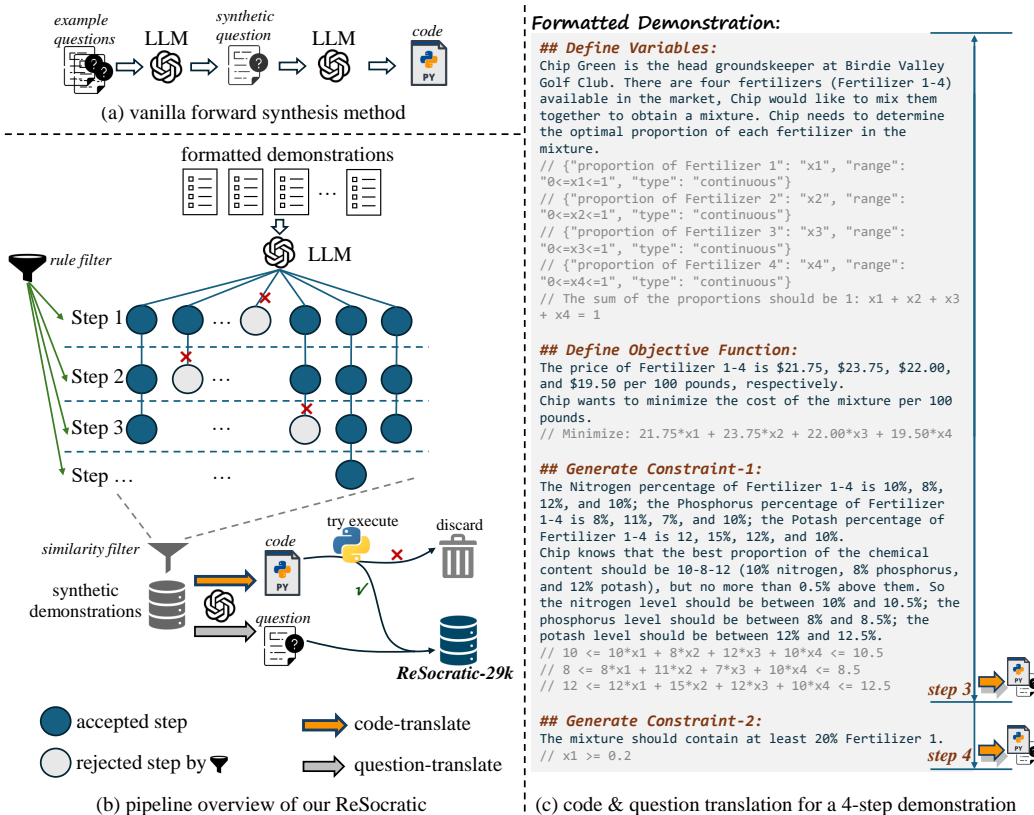 example
questions
LLM
synthetic
question
LLM
code
PY
(a) vanilla forward synthesis method
formatted demonstrations
...
LLM
rule filter
Step 1
...
Step 2
...
Step 3
...
Step ...
...
similarity filter
synthetic
demonstrations
code
PY
question
try execute
discard
ReSocratic-29k
accepted step
rejected step by
code-translate
question-translate
(b) pipeline overview of our ReSocratic
Formatted Demonstration:
## Define Variables:
Chip Green is the head groundskeeper at Birdie Valley
Golf Club. There are four fertilizers (Fertilizer 1-4)
available in the market, Chip would like to mix them
together to obtain a mixture. Chip needs to determine
the optimal proportion of each fertilizer in the
mixture.
// {"proportion of Fertilizer 1": "x1", "range":
"0<=x1<=1", "type": "continuous"}
// {"proportion of Fertilizer 2": "x2", "range":
"0<=x2<=1", "type": "continuous"}
// {"proportion of Fertilizer 3": "x3", "range":
"0<=x3<=1", "type": "continuous"}
// {"proportion of Fertilizer 4": "x4", "range":
"0<=x4<=1", "type": "continuous"}
// The sum of the proportions should be 1: x1 + x2 + x3
+ x4 = 1
## Define Objective Function:
The price of Fertilizer 1-4 is $21.75, $23.75, $22.00,
and $19.50 per 100 pounds, respectively.
Chip wants to minimize the cost of the mixture per 100
pounds.
// Minimize: 21.75*x1 + 23.75*x2 + 22.00*x3 + 19.50*x4
## Generate Constraint-1:
The Nitrogen percentage of Fertilizer 1-4 is 10%, 8%,
12%, and 10%; the Phosphorus percentage of Fertilizer
1-4 is 8%, 11%, 7%, and 10%; the Potash percentage of
Fertilizer 1-4 is 12, 15%, 12%, and 10%.
Chip knows that the best proportion of the chemical
content should be 10-8-12 (10% nitrogen, 8% phosphorus,
and 12% potash), but no more than 0.5% above them. So
the nitrogen level should be between 10% and 10.5%; the
phosphorus level should be between 8% and 8.5%; the
potash level should be between 12% and 12.5%.
// 10 <= 10*x1 + 8*x2 + 12*x3 + 10*x4 <= 10.5
// 8 <= 8*x1 + 11*x2 + 7*x3 + 10*x4 <= 8.5
// 12 <= 12*x1 + 15*x2 + 12*x3 + 10*x4 <= 12.5
step 3
PY
## Generate Constraint-2:
The mixture should contain at least 20% Fertilizer 1.
// x1 >= 0.2
step 4
PY
(c) code & question translation for a 4-step demonstration